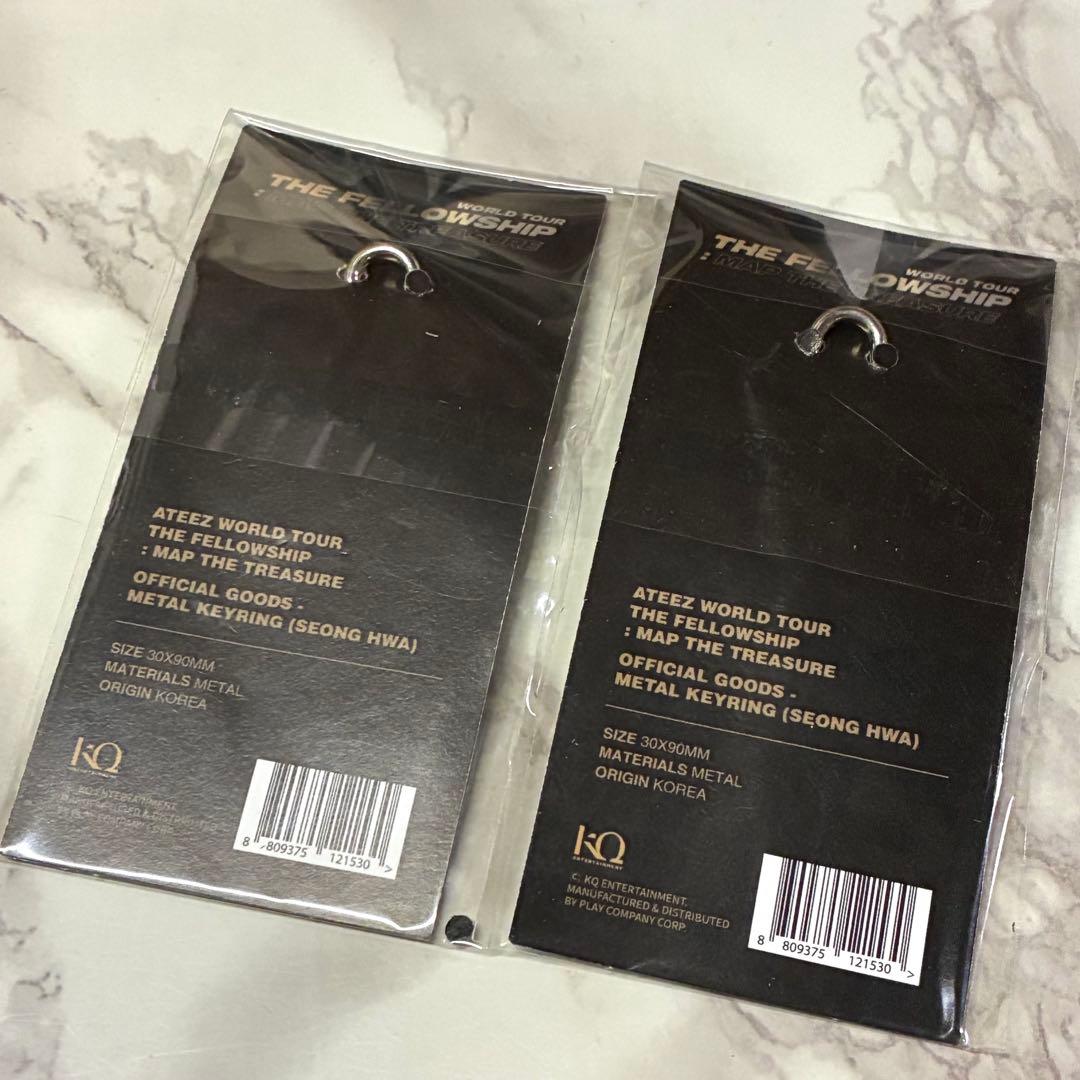 WORLD TOUR
THE FELLOWSHIP
ATEEZ WORLD TOUR
THE FELLOWSHIP
: MAP THE TREASURE
OFFICIAL GOODS -
METAL KEYRING (SEONG HWA)
SIZE 30X90MM
MATERIALS METAL
ORIGIN KOREA
KQ
KQ ENTERTAINMENT.
8 809375 121530 >
WORLD TOUR
THE FELLOWSHIP
: MAP THE TREASURE
ATEEZ WORLD TOUR
THE FELLOWSHIP
: MAP THE TREASURE
OFFICIAL GOODS -
METAL KEYRING (SEONG HWA)
SIZE 30X90MM
MATERIALS METAL
ORIGIN KOREA
KQ
ENTERTAINMENT
C. KQ ENTERTAINMENT.
MANUFACTURED & DISTRIBUTED
BY PLAY COMPANY CORP.
8 809375 121530 >